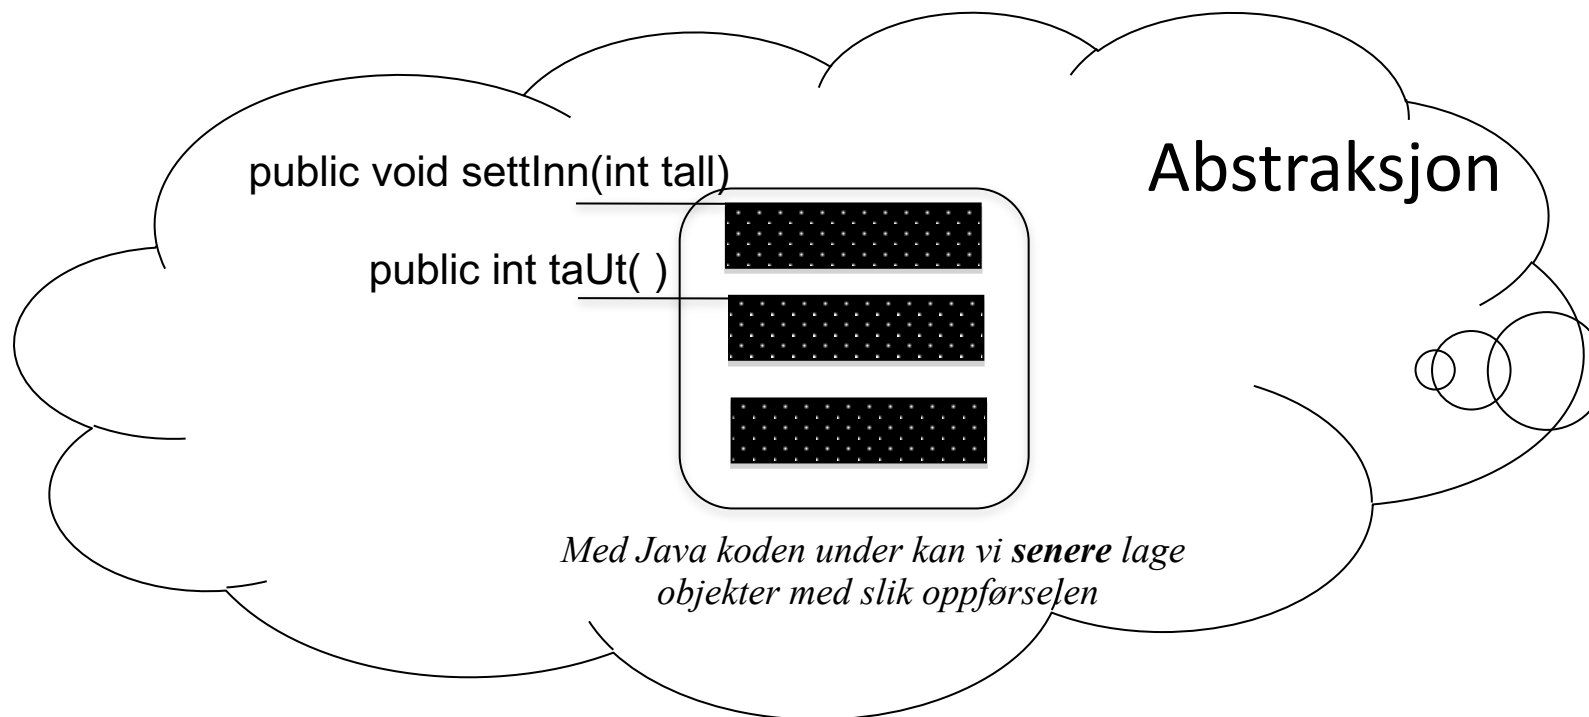 Abstraksjon
public void settInn(int tall)
public int taUt( )
Med Java koden under kan vi senere lage
objekter med slik oppførselen